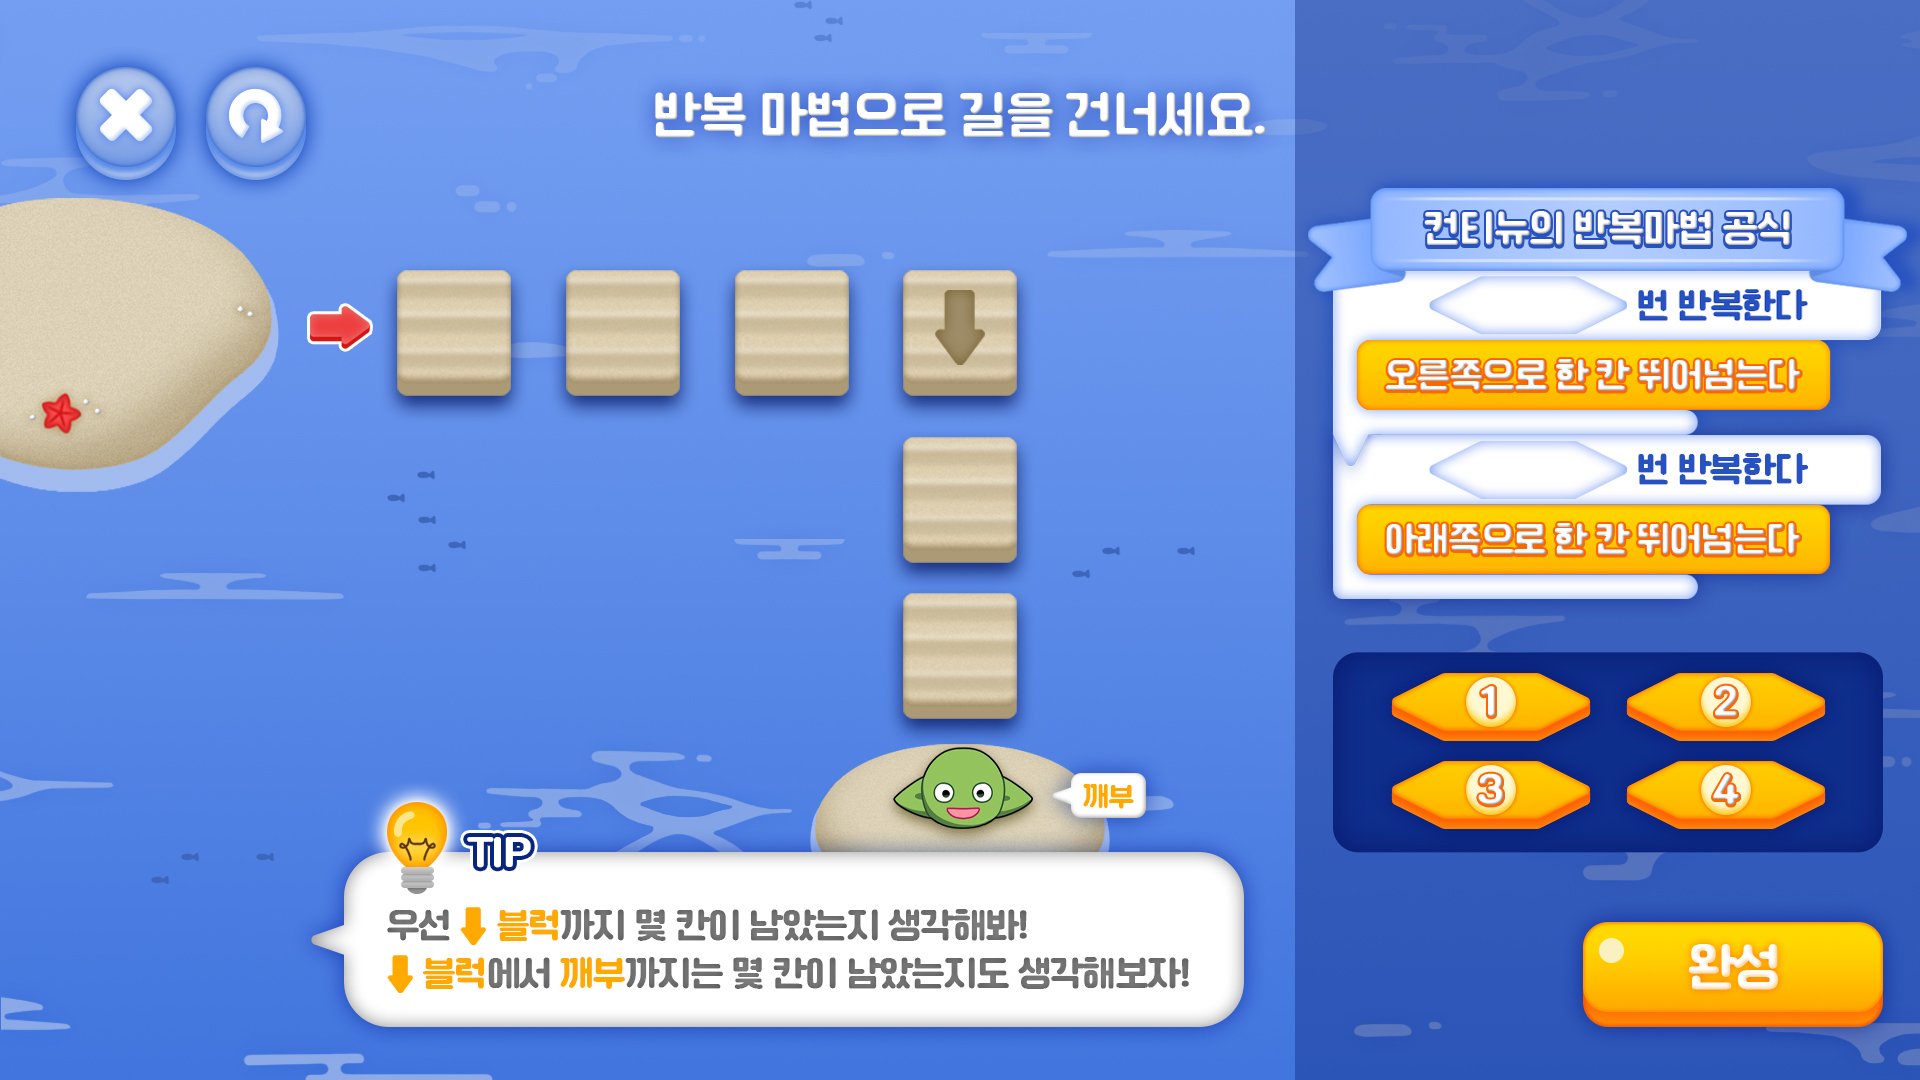 반복 마법으로 길을 건너세요.
컨티뉴의 반복마법 공식
번 반복한다
오른쪽으로 한 칸 뛰어넘는다
번 반복한다
아래쪽으로 한 칸 뛰어넘는다
1
2
3
4
깨부
TIP
우선 블럭까지 몇 칸이 남았는지 생각해봐!
블럭에서 깨부까지는 몇 칸이 남았는지도 생각해보자!
완성